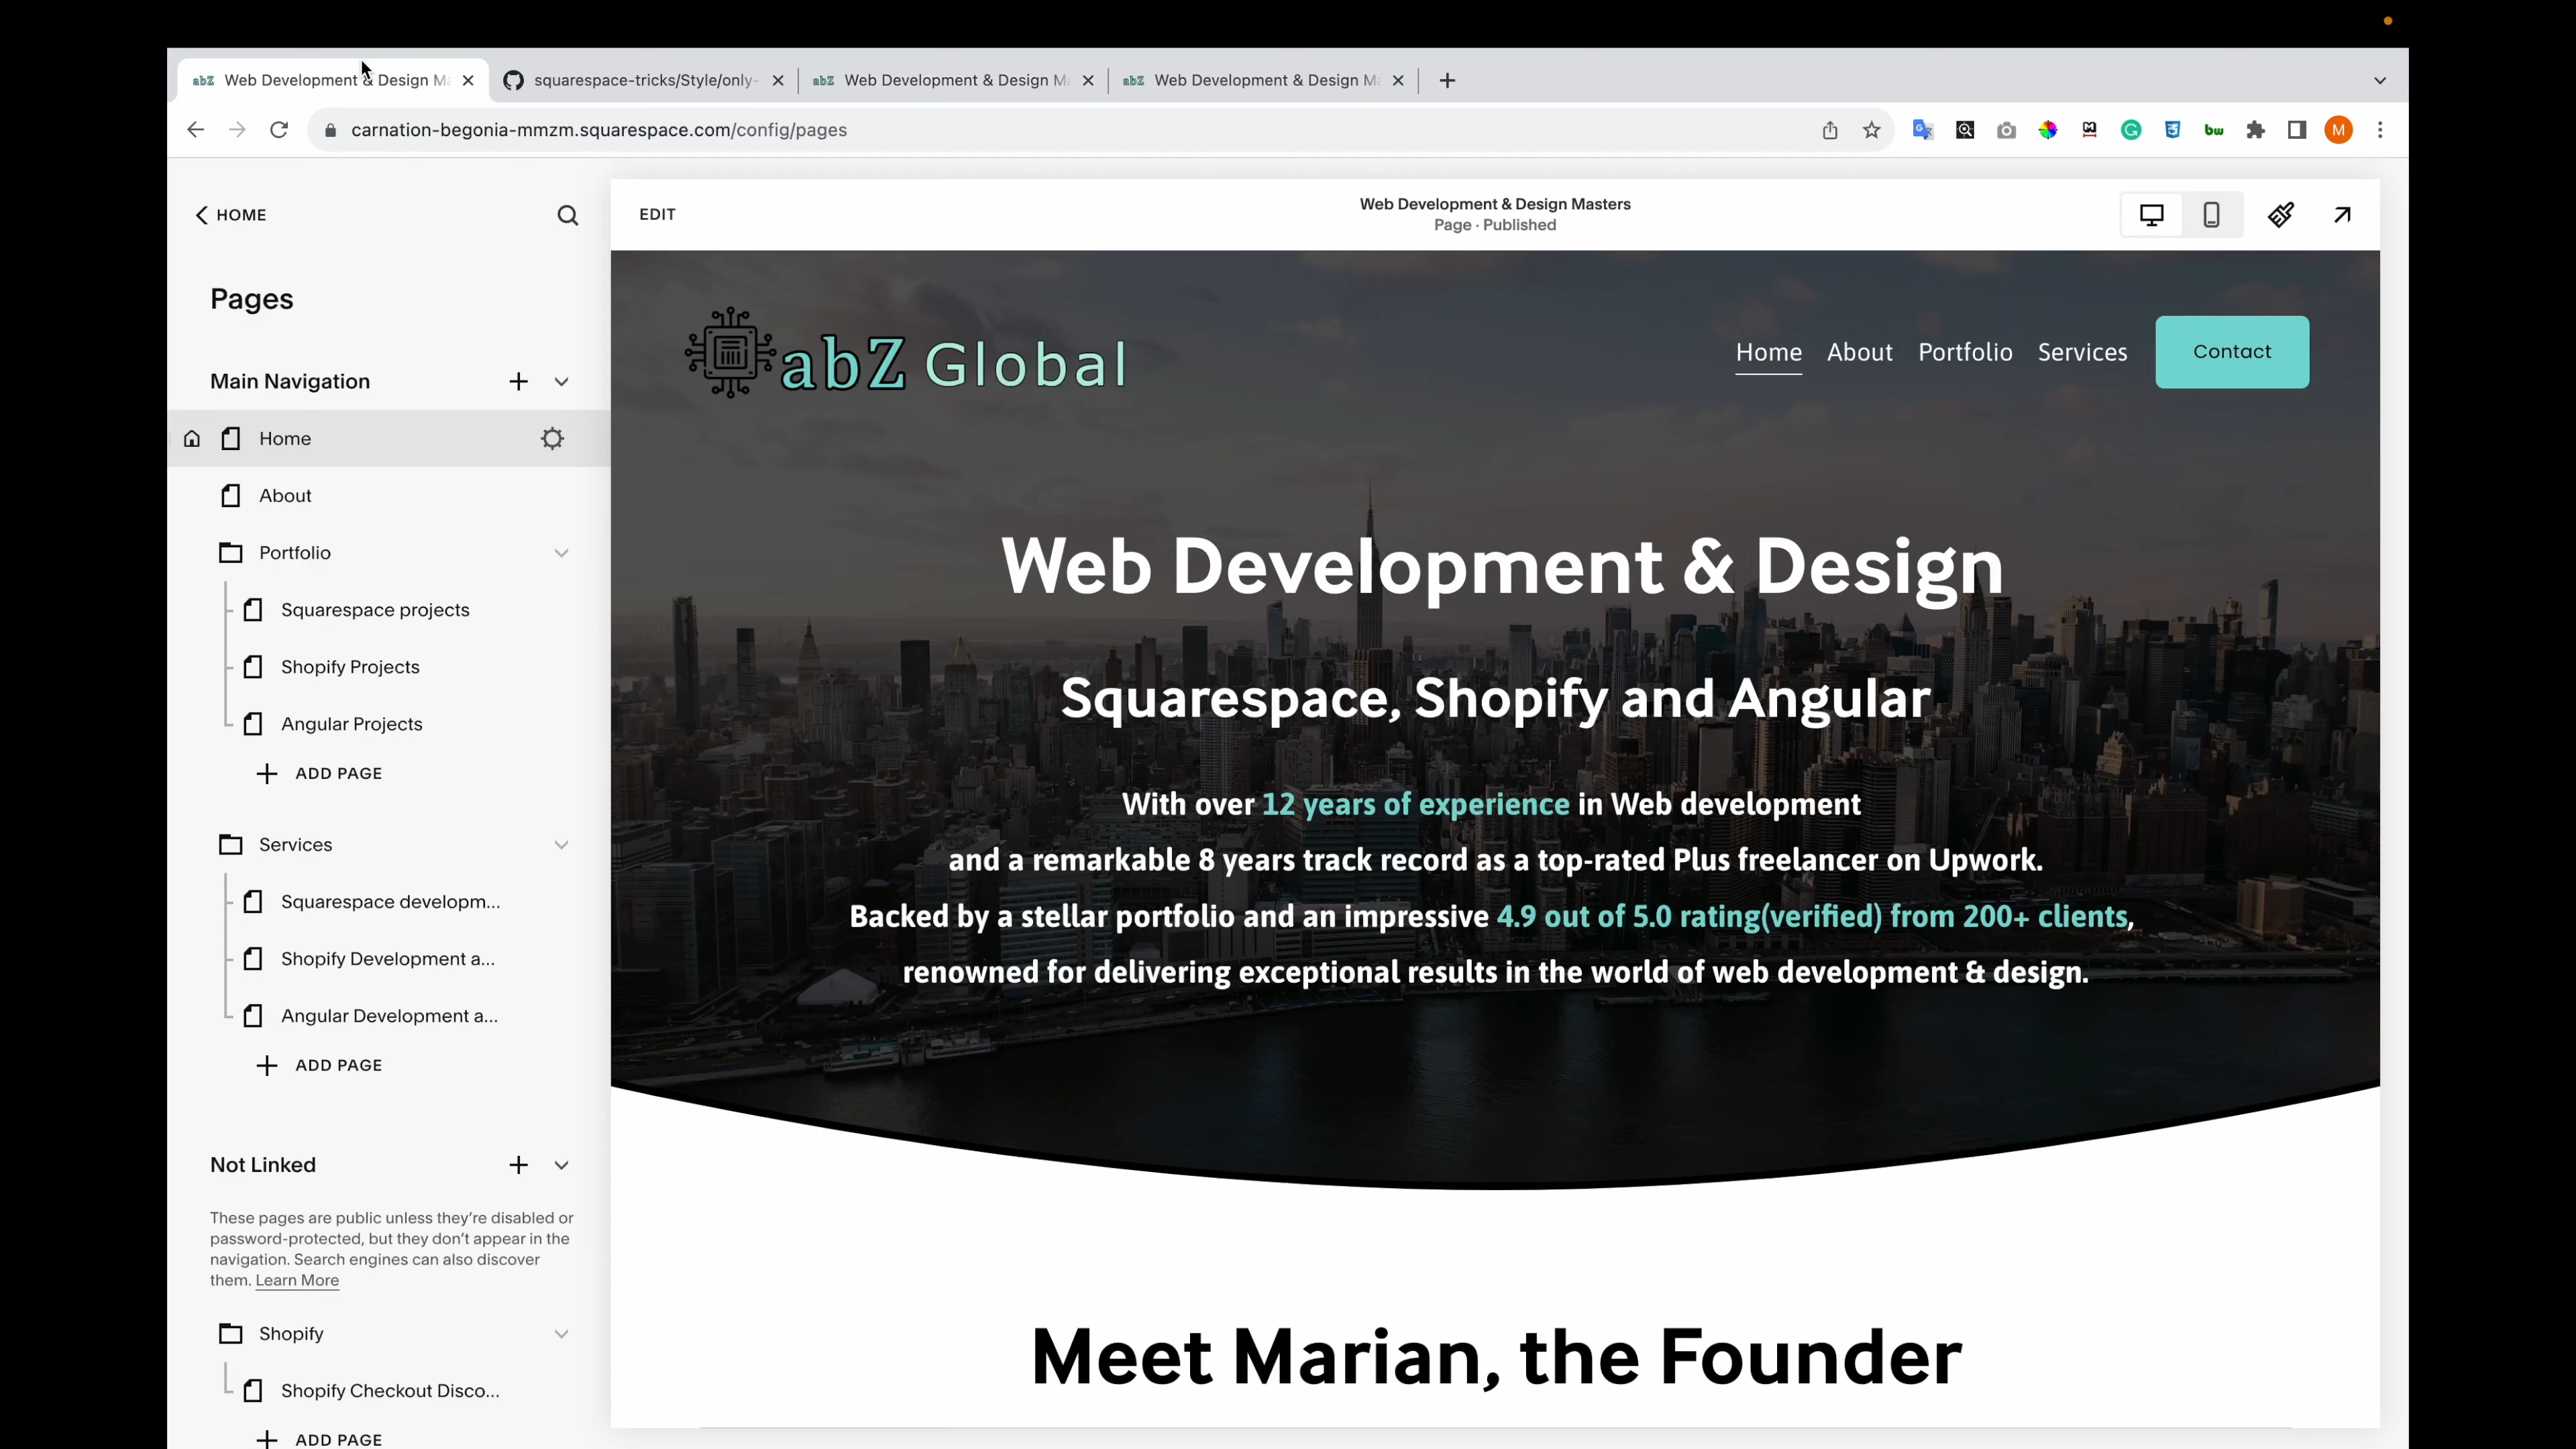 abZ Web Development & Design Ma
squarespace-tricks/Style/only-
abZ Web Development & Design Ma
abZ Web Development & Design Ma
carnation-begonia-mmzm.squarespace.com/config/pages
bw
M
HOME
Pages
Main Navigation
Home
About
Portfolio
Squarespace projects
Shopify Projects
Angular Projects
ADD PAGE
Services
Squarespace developm...
Shopify Development a...
Angular Development a...
ADD PAGE
Not Linked
These pages are public unless they’re disabled or
password-protected, but they don’t appear in the
navigation. Search engines can also discover
them. Learn More
Shopify
Shopify Checkout Disco...
ADD PAGE
EDIT
Web Development & Design Masters
Page · Published
abZ Global
Home About Portfolio Services Contact
Web Development & Design
Squarespace, Shopify and Angular
With over 12 years of experience in Web development
and a remarkable 8 years track record as a top-rated Plus freelancer on Upwork.
Backed by a stellar portfolio and an impressive 4.9 out of 5.0 rating(verified) from 200+ clients,
renowned for delivering exceptional results in the world of web development & design.
Meet Marian, the Founder